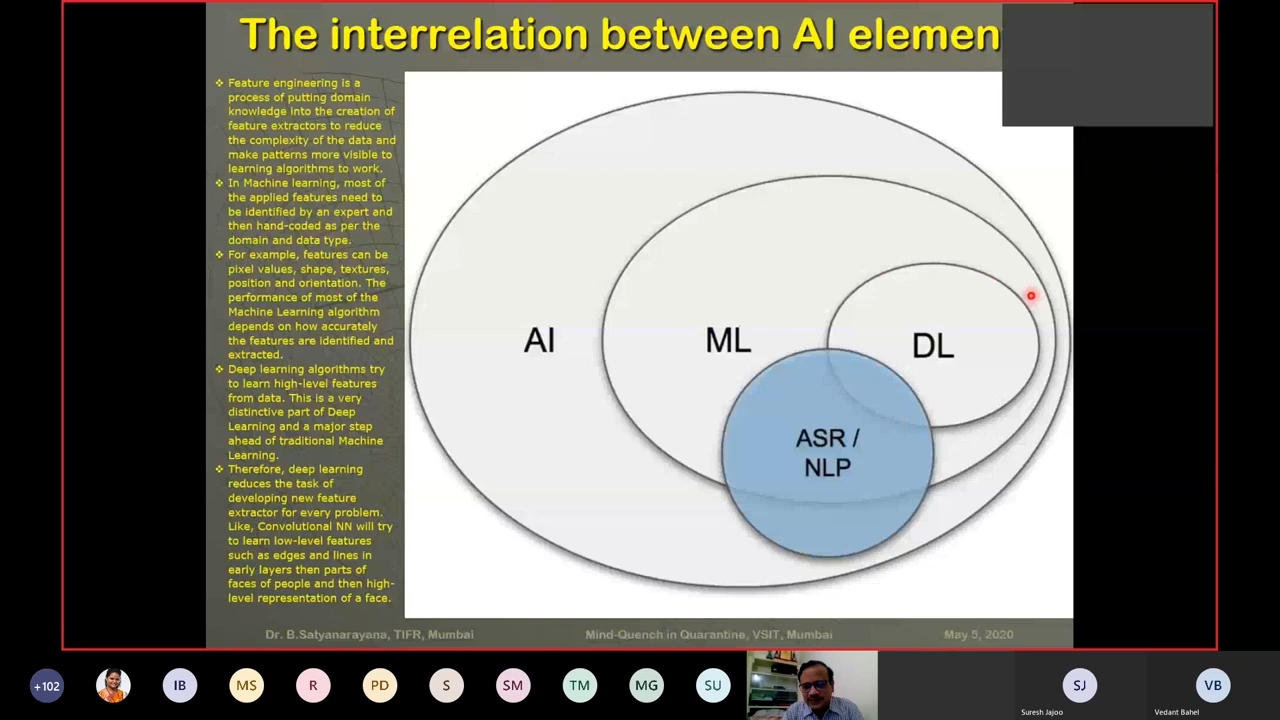 The interrelation between AI elemen
❖ Feature engineering is a
process of putting domain
knowledge into the creation of
feature extractors to reduce
the complexity of the data and
make patterns more visible to
learning algorithms to work.
❖ In Machine learning, most of
the applied features need to
be identified by an expert and
then hand-coded as per the
domain and data type.
❖ For example, features can be
pixel values, shape, textures,
position and orientation. The
performance of most of the
Machine Learning algorithm
depends on how accurately
the features are identified and
extracted.
❖ Deep learning algorithms try
to learn high-level features
from data. This is a very
distinctive part of Deep
Learning and a major step
ahead of traditional Machine
Learning.
❖ Therefore, deep learning
reduces the task of
developing new feature
extractor for every problem.
Like, Convolutional NN will try
to learn low-level features
such as edges and lines in
early layers then parts of
faces of people and then high-
level representation of a face.
AI
ML
DL
ASR /
NLP
Dr. B.Satyanarayana, TIFR, Mumbai
Mind-Quench in Quarantine, VSIT, Mumbai
May 5, 2020
+102
IB
MS
R
PD
S
SM
TM
MG
SU
SJ
Suresh Jajoo
VB
Vedant Bahel